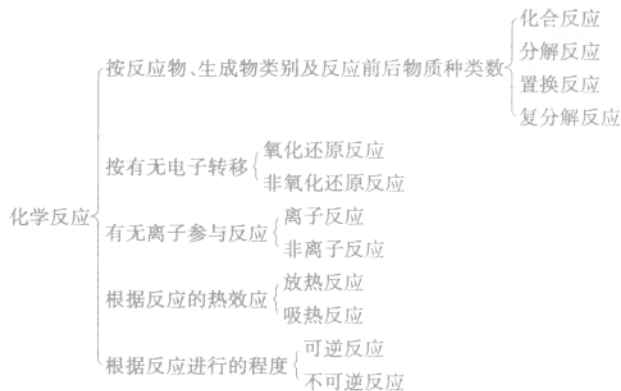 化学反应
按反应物、生成物类别及反应前后物质种类数
化合反应
分解反应
置换反应
复分解反应
按有无电子转移
氧化还原反应
非氧化还原反应
有无离子参与反应
离子反应
非离子反应
根据反应的热效应
放热反应
吸热反应
根据反应进行的程度
可逆反应
不可逆反应